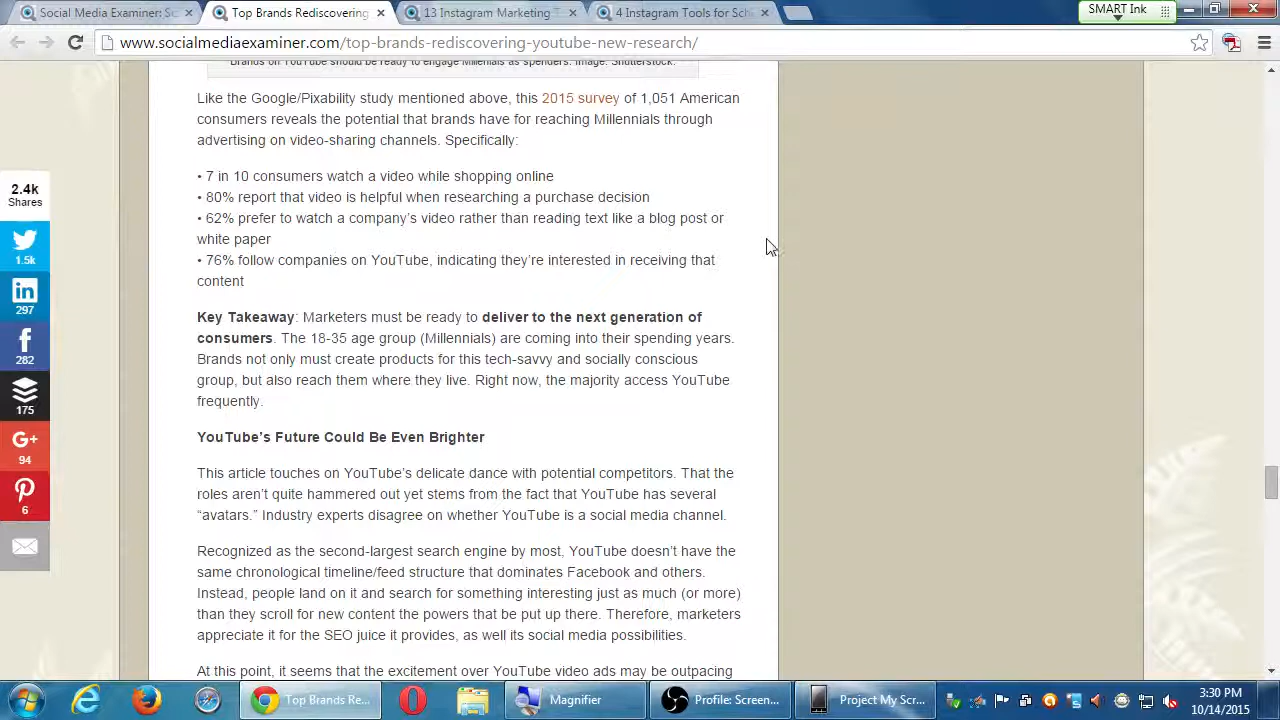 Social Media Examiner: S
Top Brands Rediscovering
13 Instagram Marketing T
4 Instagram Tools for Sch
SMART Ink
www.socialmediaexaminer.com/top-brands-rediscovering-youtube-new-research/
Brands on YouTube should be ready to engage Millenials as spenders. Image: Shutterstock.
Like the Google/Pixability study mentioned above, this 2015 survey of 1,051 American
consumers reveals the potential that brands have for reaching Millennials through
advertising on video-sharing channels. Specifically:
• 7 in 10 consumers watch a video while shopping online
• 80% report that video is helpful when researching a purchase decision
• 62% prefer to watch a company's video rather than reading text like a blog post or
white paper
• 76% follow companies on YouTube, indicating they're interested in receiving that
content
Key Takeaway: Marketers must be ready to deliver to the next generation of
consumers. The 18-35 age group (Millennials) are coming into their spending years.
Brands not only must create products for this tech-savvy and socially conscious
group, but also reach them where they live. Right now, the majority access YouTube
frequently.
YouTube's Future Could Be Even Brighter
This article touches on YouTube's delicate dance with potential competitors. That the
roles aren't quite hammered out yet stems from the fact that YouTube has several
“avatars.” Industry experts disagree on whether YouTube is a social media channel.
Recognized as the second-largest search engine by most, YouTube doesn't have the
same chronological timeline/feed structure that dominates Facebook and others.
Instead, people land on it and search for something interesting just as much (or more)
than they scroll for new content the powers that be put up there. Therefore, marketers
appreciate it for the SEO juice it provides, as well its social media possibilities.
At this point, it seems that the excitement over YouTube video ads may be outpacing
2.4k
Shares
1.5k
297
282
175
G+
94
6
Top Brands Re...
Magnifier
Profile: Screen...
Project My Scr...
3:30 PM
10/14/2015